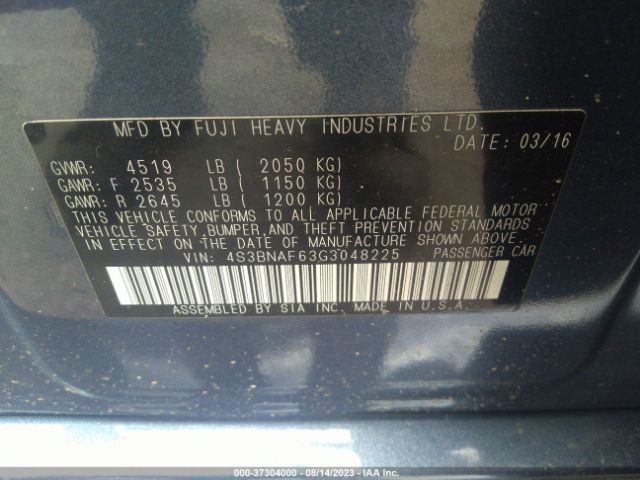 MFD BY FUJI HEAVY INDUSTRIES LTD.
DATE: 03/16
GVWR: 4519 LB ( 2050 KG)
GAWR: F 2535 LB ( 1150 KG)
GAWR: R 2645 LB ( 1200 KG)
THIS VEHICLE CONFORMS TO ALL APPLICABLE FEDERAL MOTOR
VEHICLE SAFETY, BUMPER, AND THEFT PREVENTION STANDARDS
IN EFFECT ON THE DATE OF MANUFACTURE SHOWN ABOVE.
VIN: 4S3BNAF63G3048225 PASSENGER CAR
ASSEMBLED BY SIA INC. MADE IN U.S.A.
000-37304000 - 08/14/2023 - IAA Inc.